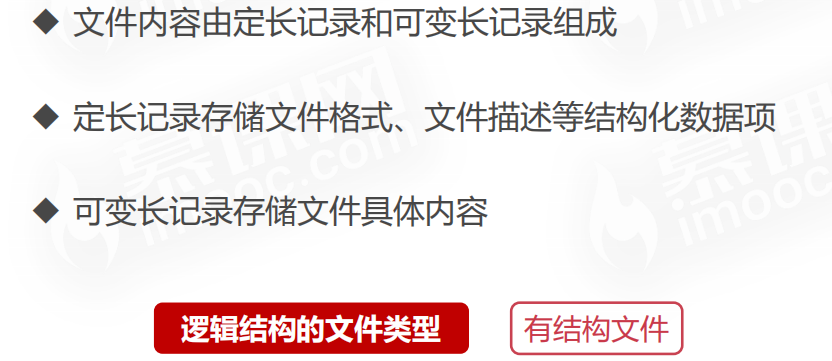 ◆ 文件内容由定长记录和可变长记录组成
◆ 定长记录存储文件格式、文件描述等结构化数据项
◆ 可变长记录存储文件具体内容
逻辑结构的文件类型 有结构文件
慕课网
imooc.com
慕课
imooc